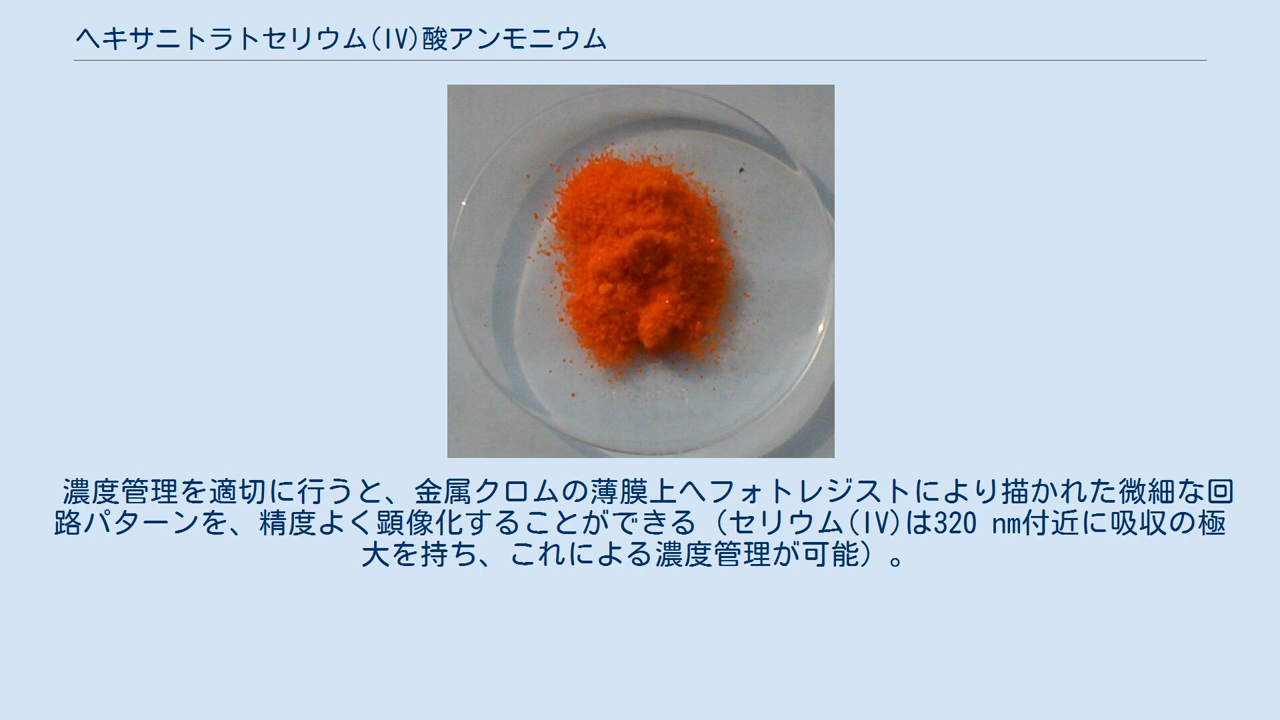 ヘキサニトラトセリウム(IV)酸アンモニウム
濃度管理を適切に行うと、金属クロムの薄膜上へフォトレジストにより描かれた微細な回
路パターンを、精度よく顕像化することができる（セリウム(IV)は320 nm付近に吸収の極
大を持ち、これによる濃度管理が可能）。